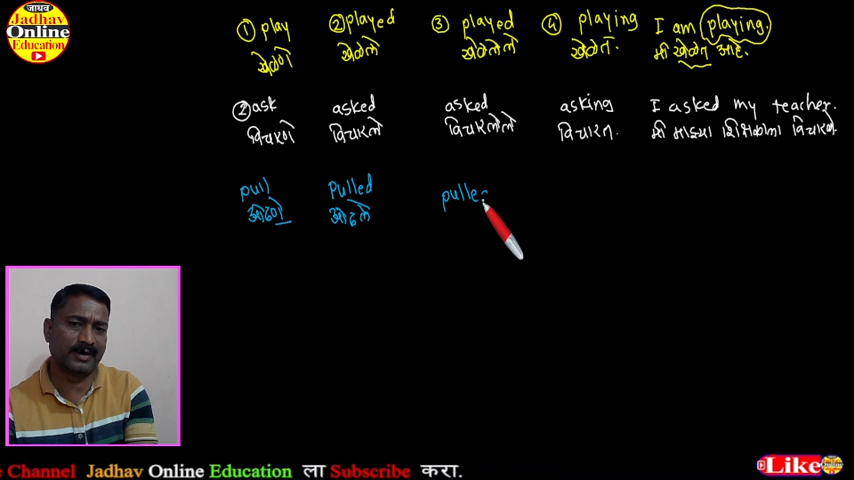 जाधव
Jadhav
Online
Education
① play ② played ③ played ④ playing I am playing.
खेळणे खेळले खेळलेले खेळत. मी खेळत आहे.
② ask asked asked asking I asked my teacher.
विचारणे विचारले विचारलेले विचारत. मी माझ्या शिक्षकांना विचारले.
pull Pulled pulle
ओढणे ओढले
Channel Jadhav Online Education ला Subscribe करा.
Like